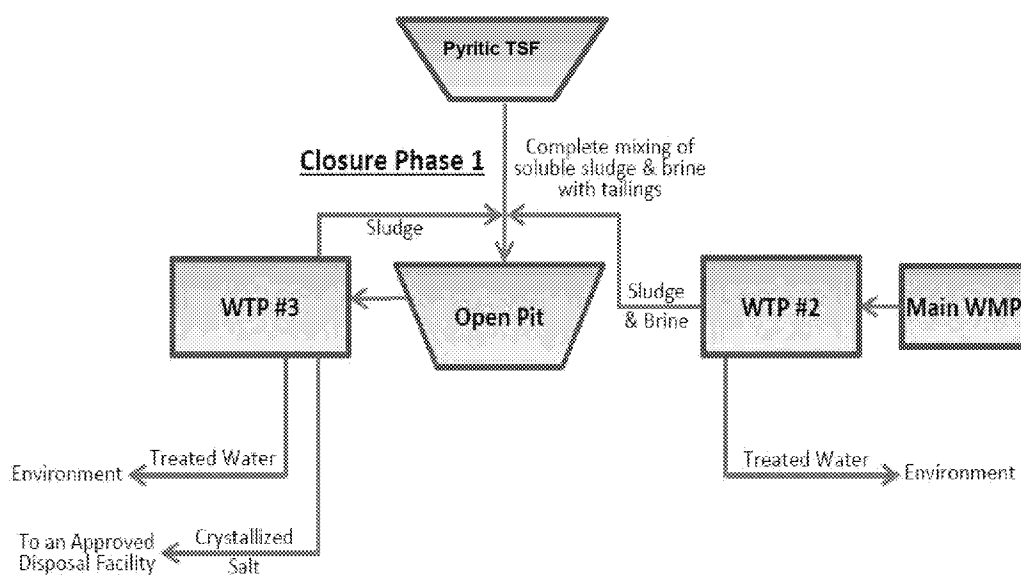 Pyritic TSF
Closure Phase 1
Complete mixing of
soluble sludge & brine
with tailings
Sludge
WTP #3
Open Pit
Sludge
& Brine
WTP #2
Main WMP
Treated Water
Environment
Treated Water
Environment
Crystallized
Salt
To an Approved
Disposal Facility